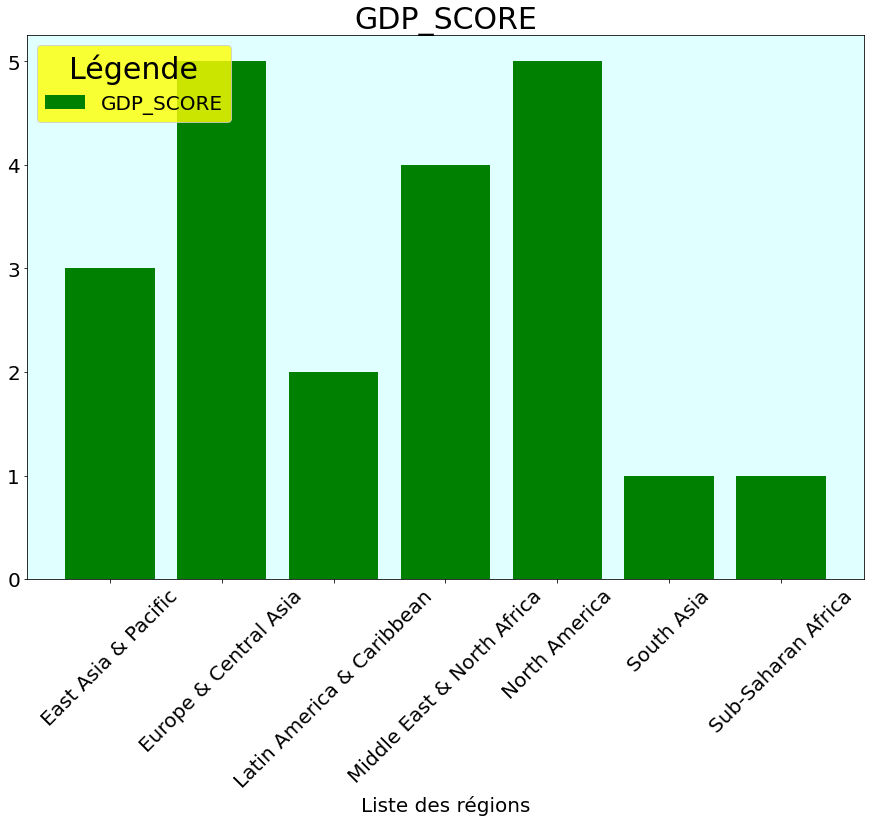 GDP_SCORE
Légende
GDP_SCORE
5
4
3
2
1
0
East Asia & Pacific
Europe & Central Asia
Latin America & Caribbean
Middle East & North Africa
North America
South Asia
Sub-Saharan Africa
Liste des régions